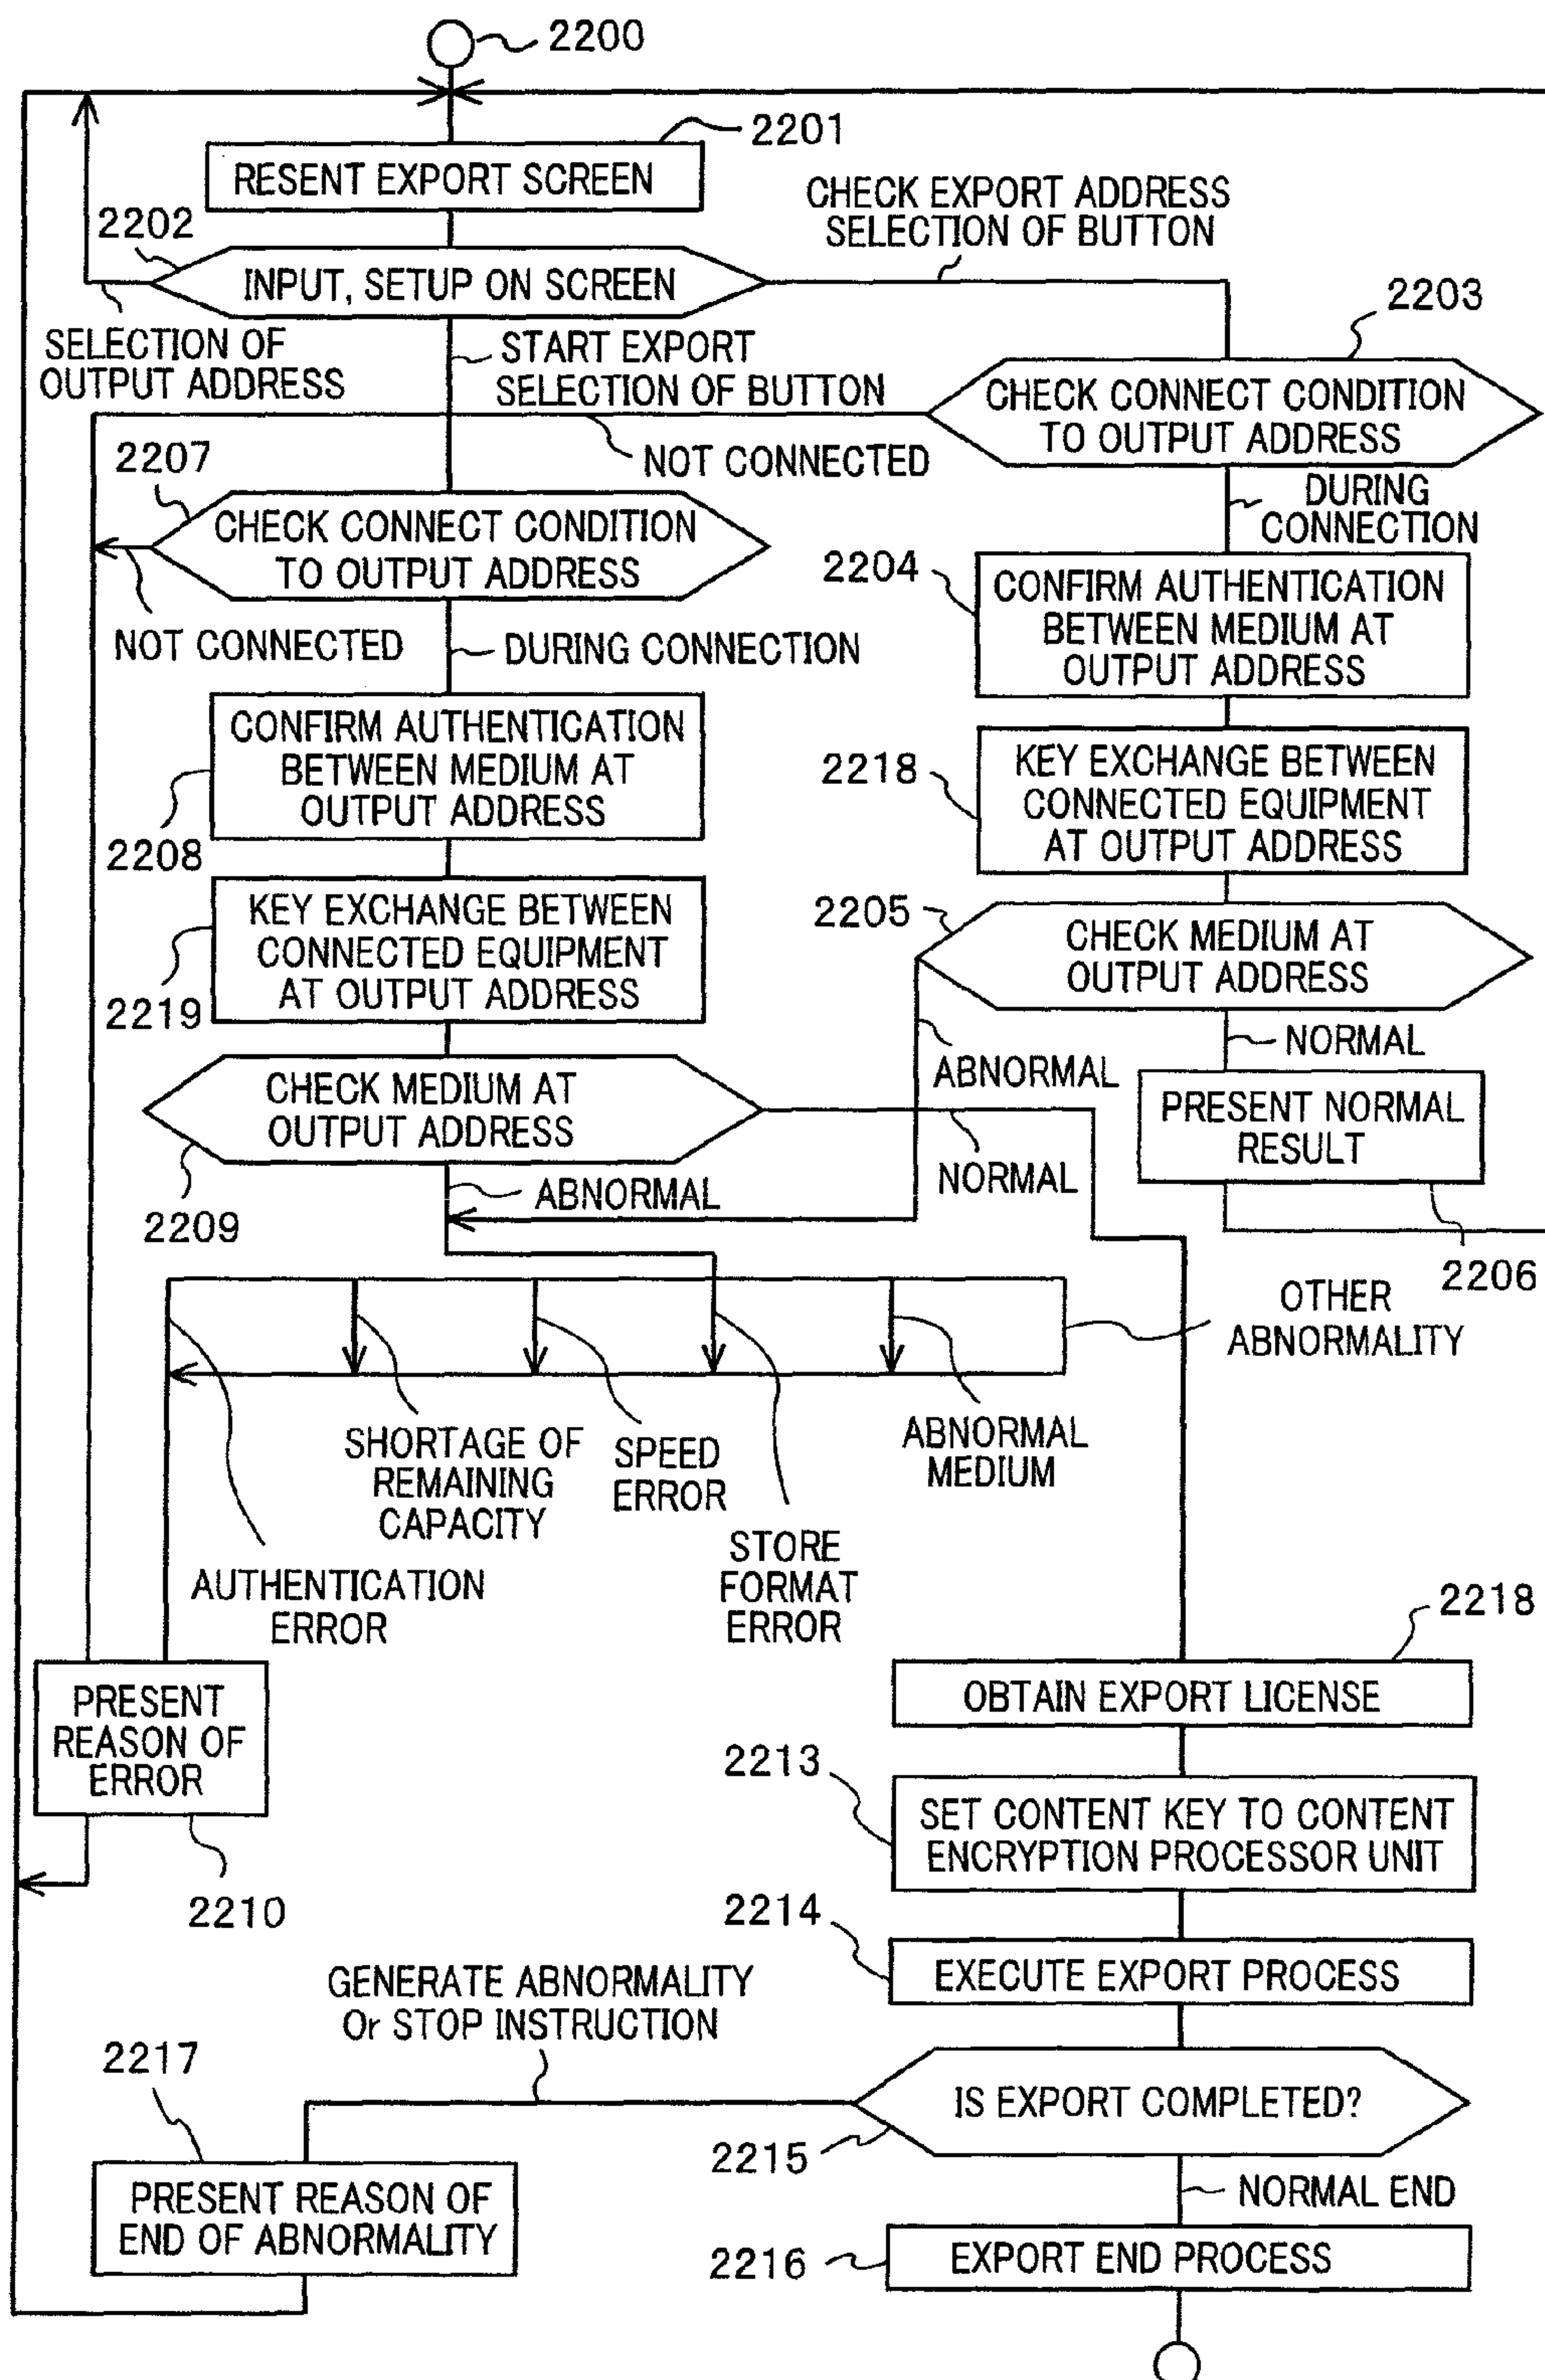 2200
2201
RESENT EXPORT SCREEN
CHECK EXPORT ADDRESS
SELECTION OF BUTTON
2202
INPUT, SETUP ON SCREEN
2203
SELECTION OF
OUTPUT ADDRESS
START EXPORT
SELECTION OF BUTTON
CHECK CONNECT CONDITION
TO OUTPUT ADDRESS
NOT CONNECTED
2207
CHECK CONNECT CONDITION
TO OUTPUT ADDRESS
DURING
CONNECTION
NOT CONNECTED
DURING CONNECTION
2204
CONFIRM AUTHENTICATION
BETWEEN MEDIUM AT
OUTPUT ADDRESS
CONFIRM AUTHENTICATION
BETWEEN MEDIUM AT
OUTPUT ADDRESS
2208
2218
KEY EXCHANGE BETWEEN
CONNECTED EQUIPMENT
AT OUTPUT ADDRESS
KEY EXCHANGE BETWEEN
CONNECTED EQUIPMENT
AT OUTPUT ADDRESS
2219
2205
CHECK MEDIUM AT
OUTPUT ADDRESS
NORMAL
ABNORMAL
CHECK MEDIUM AT
OUTPUT ADDRESS
PRESENT NORMAL
RESULT
NORMAL
ABNORMAL
2209
2206
OTHER
ABNORMALITY
SHORTAGE OF
REMAINING
CAPACITY
SPEED
ERROR
ABNORMAL
MEDIUM
STORE
FORMAT
ERROR
AUTHENTICATION
ERROR
2218
OBTAIN EXPORT LICENSE
PRESENT
REASON OF
ERROR
2210
2213
SET CONTENT KEY TO CONTENT
ENCRYPTION PROCESSOR UNIT
2214
EXECUTE EXPORT PROCESS
GENERATE ABNORMALITY
Or STOP INSTRUCTION
2217
IS EXPORT COMPLETED?
2215
PRESENT REASON OF
END OF ABNORMALITY
NORMAL END
2216
EXPORT END PROCESS